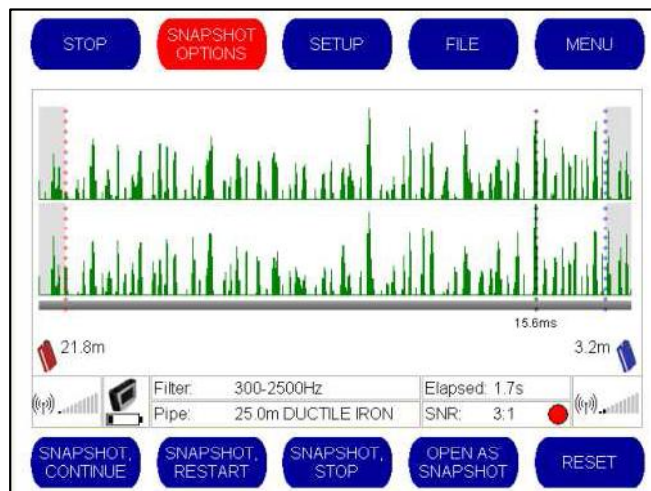 STOP
SNAPSHOT
OPTIONS
SETUP
FILE
MENU
15.6ms
21.8m
3.2m
Filter: 300-2500Hz
Elapsed: 1.7s
Pipe: 25.0m DUCTILE IRON
SNR: 3:1
SNAPSHOT,
CONTINUE
SNAPSHOT,
RESTART
SNAPSHOT,
STOP
OPEN AS
SNAPSHOT
RESET